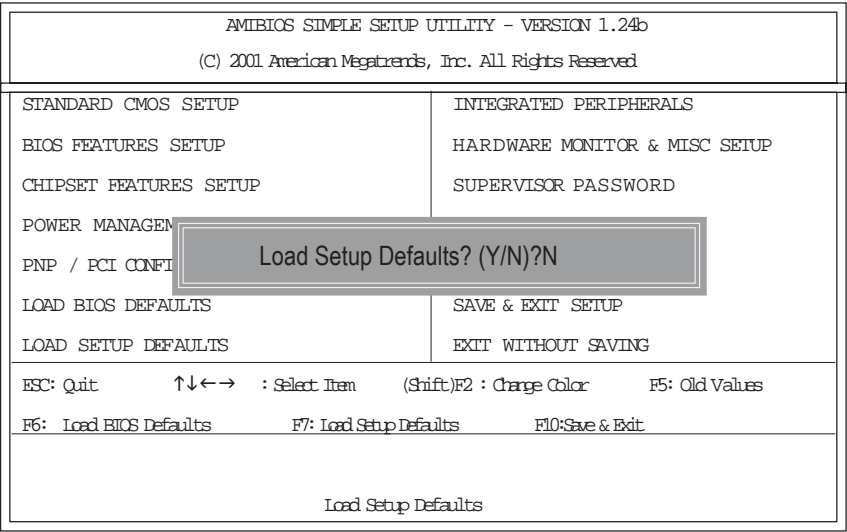 AMIBIOS SIMPLE SETUP UTILITY - VERSION 1.24b
(C) 2001 American Megatrends, Inc. All Rights Reserved
STANDARD CMOS SETUP
BIOS FEATURES SETUP
CHIPSET FEATURES SETUP
POWER MANAGEM
PNP / PCI CONFI
LOAD BIOS DEFAULTS
LOAD SETUP DEFAULTS
INTEGRATED PERIPHERALS
HARDWARE MONITOR & MISC SETUP
SUPERVISOR PASSWORD
SAVE & EXIT SETUP
EXIT WITHOUT SAVING
Load Setup Defaults? (Y/N)?N
ESC: Quit ↑↓←→ : Select Item (Shift)F2 : Change Color F5: Old Values
F6: Load BIOS Defaults F7: Load Setup Defaults F10:Save & Exit
Load Setup Defaults